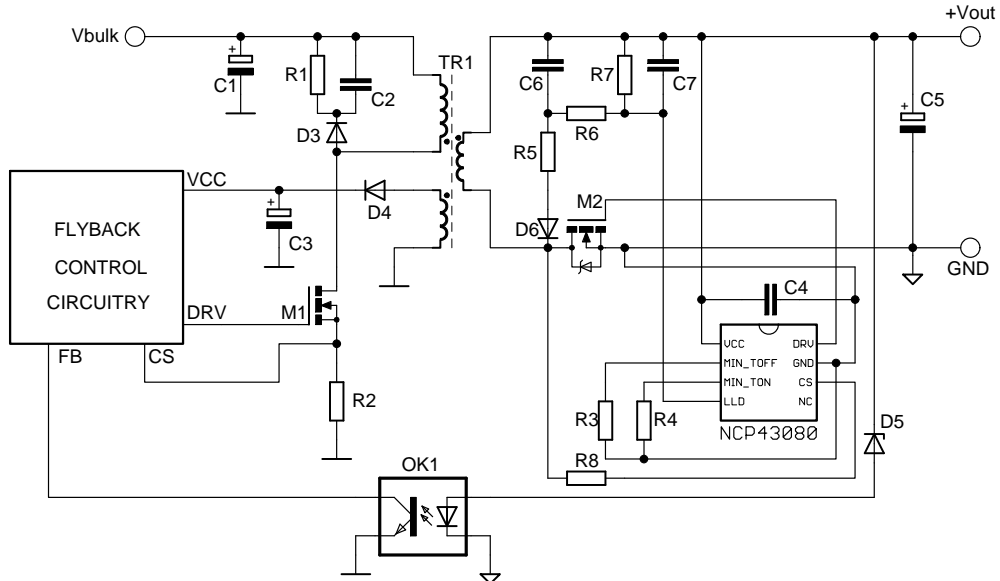 +Vout
Vbulk
+
C1
R1
C2
TR1
C6
R7
C7
+
C5
D3
R6
R5
VCC
D4
M2
D6
FLYBACK
CONTROL
CIRCUITRY
+
C3
GND
C4
DRV
M1
VCC
DRV
FB
CS
MIN_TOFF
GND
MIN_TON
CS
R2
LLD
NC
R3
R4
NCP43080
D5
R8
OK1